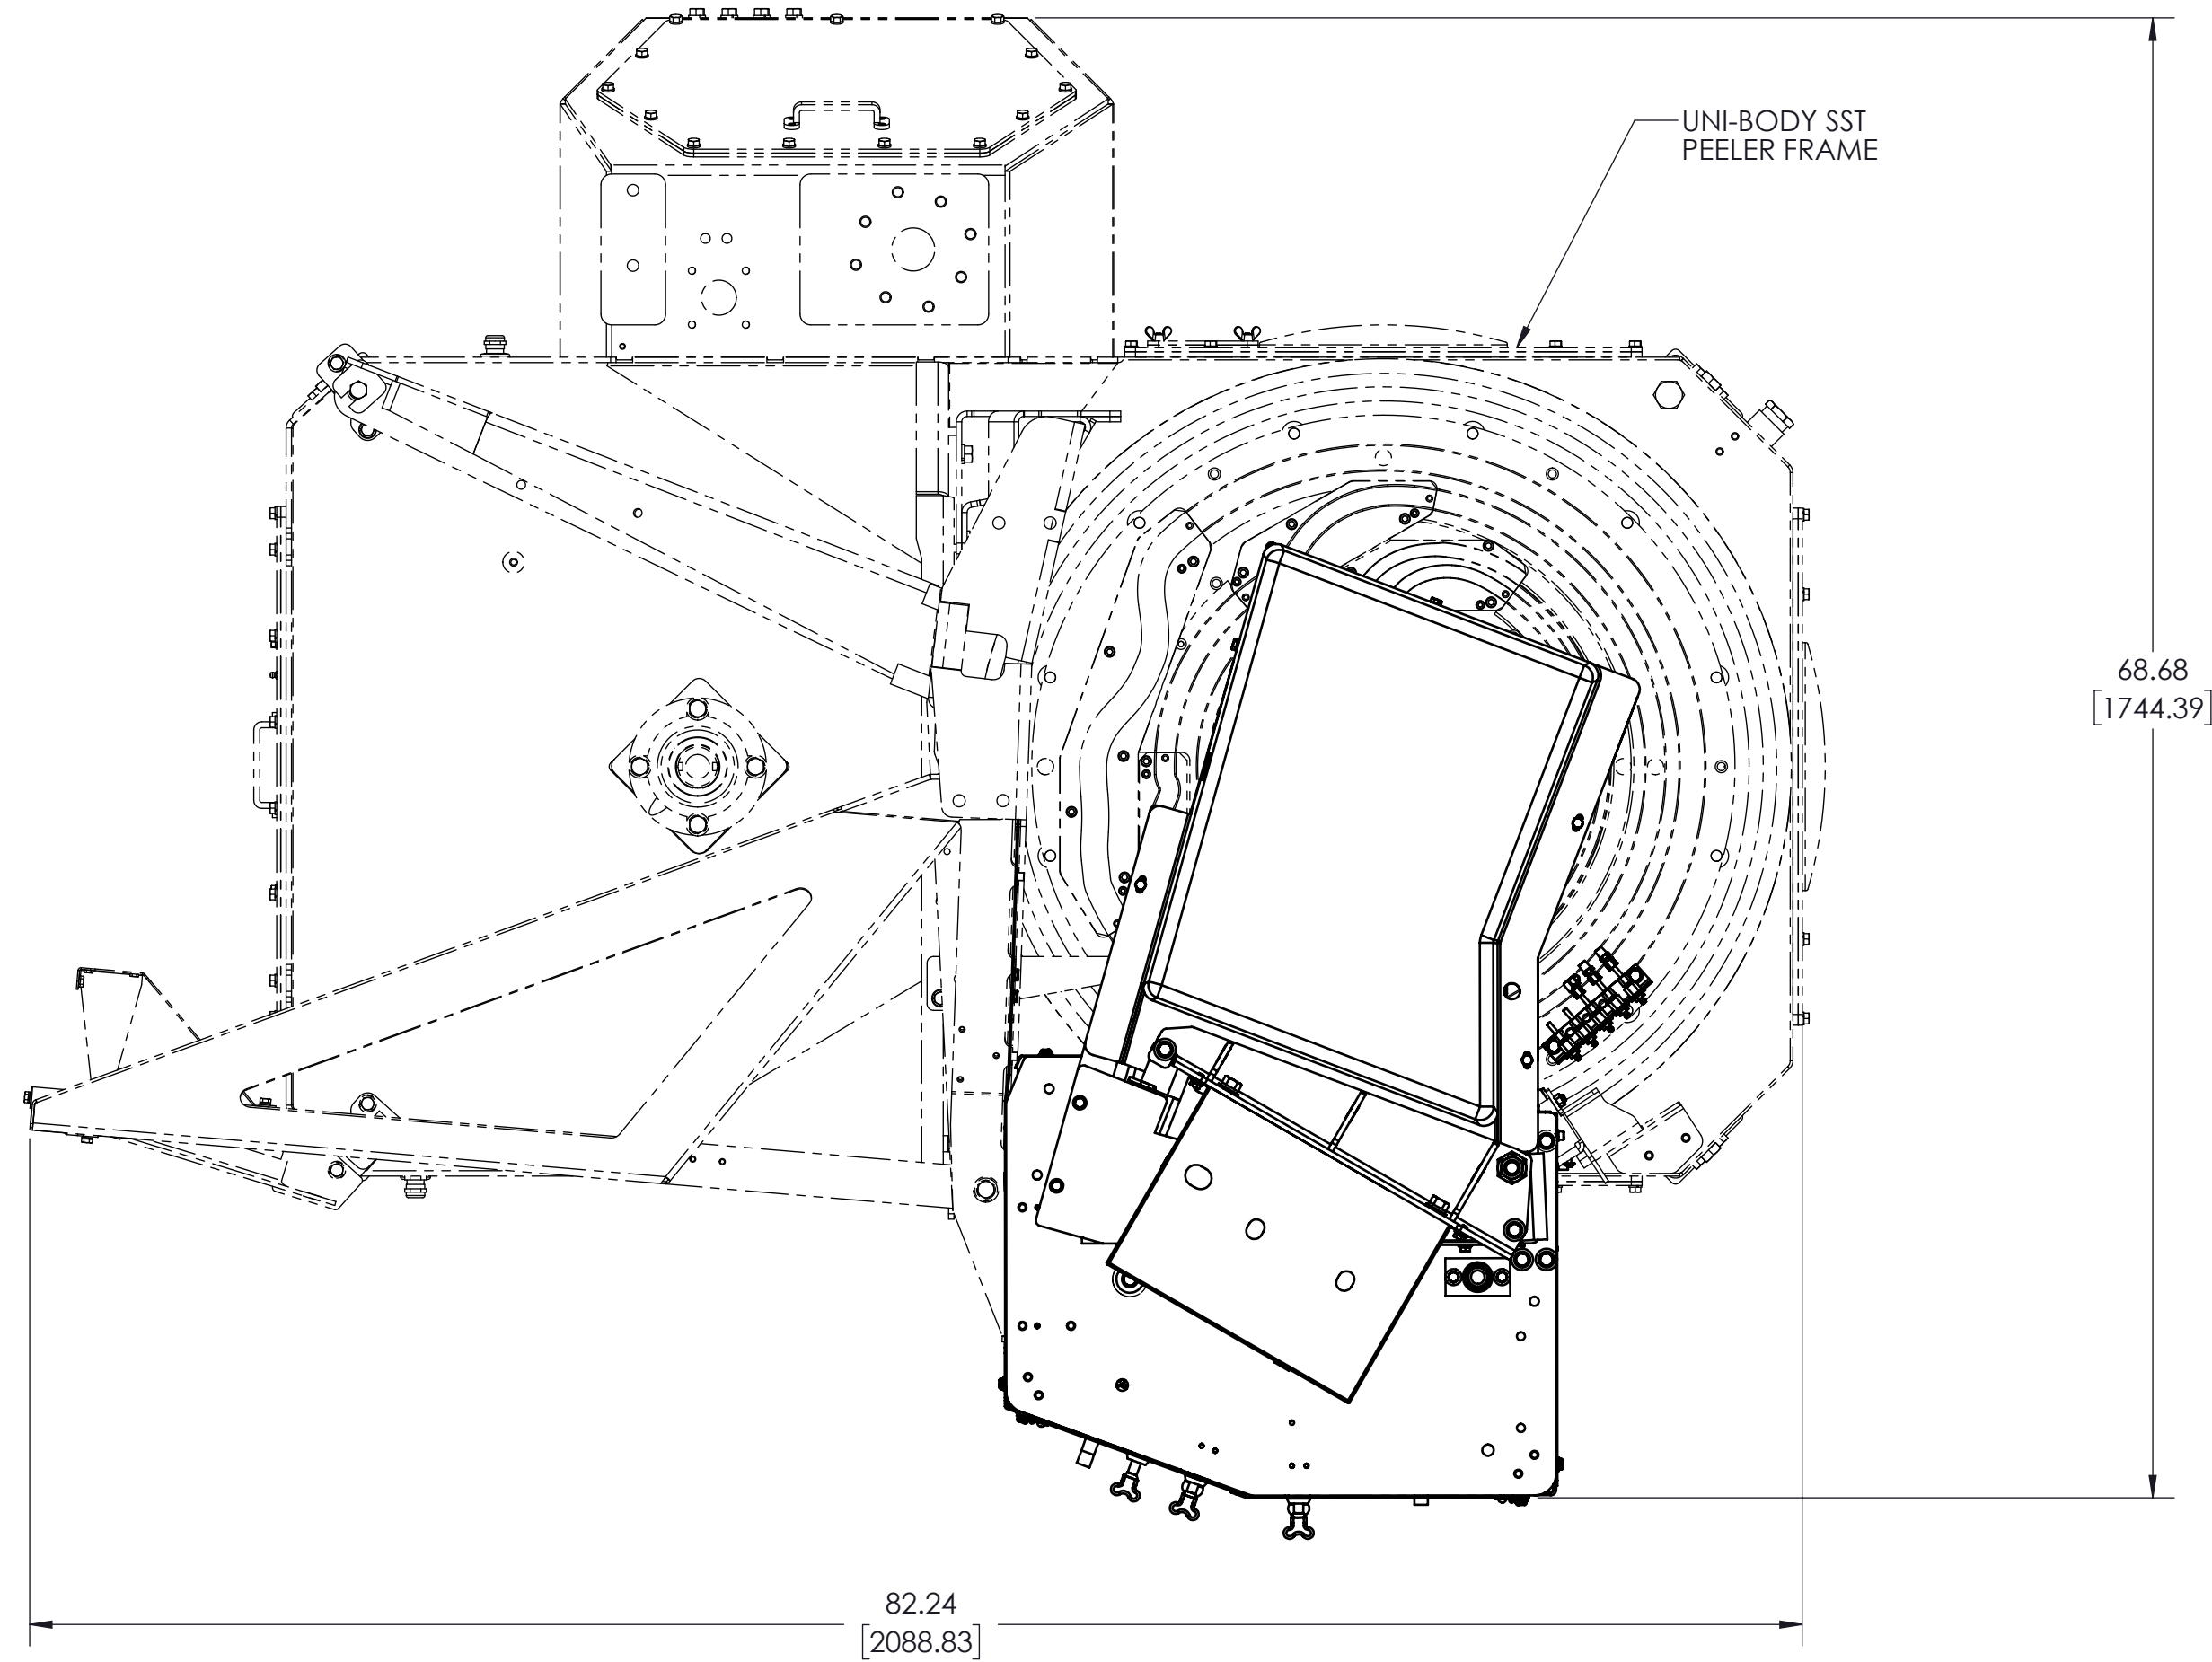 UNI-BODY SST
PEELER FRAME
68.68
[1744.39]
82.24
[2088.83]